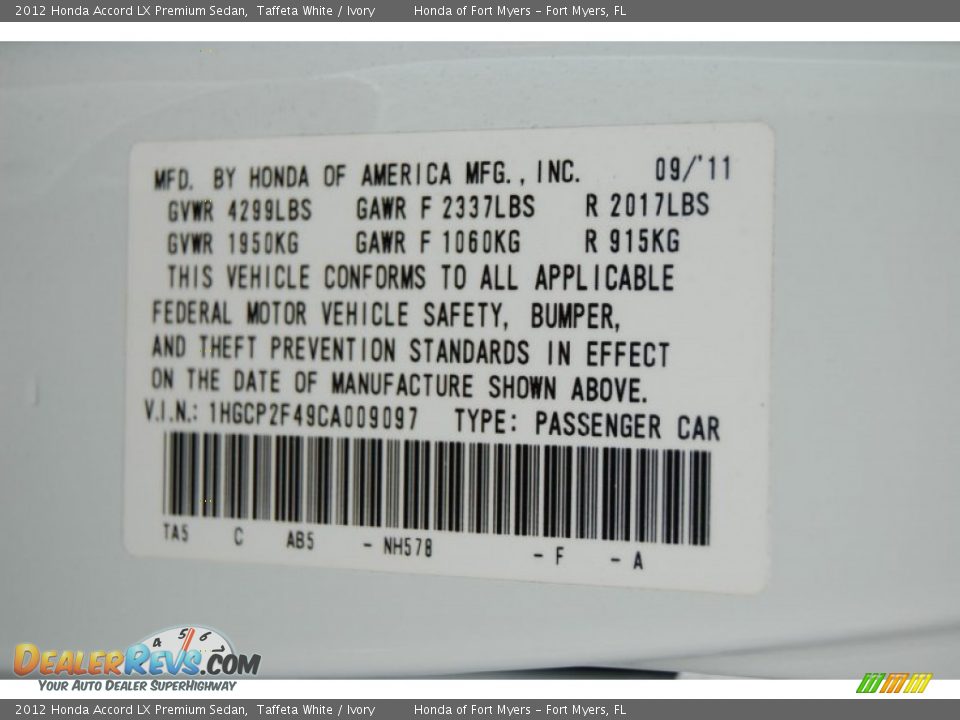 2012 Honda Accord LX Premium Sedan, Taffeta White / Ivory Honda of Fort Myers - Fort Myers, FL
MFD. BY HONDA OF AMERICA MFG., INC. 09/'11
GVWR 4299LBS GAWR F 2337LBS R 2017LBS
GVWR 1950KG GAWR F 1060KG R 915KG
THIS VEHICLE CONFORMS TO ALL APPLICABLE
FEDERAL MOTOR VEHICLE SAFETY, BUMPER,
AND THEFT PREVENTION STANDARDS IN EFFECT
ON THE DATE OF MANUFACTURE SHOWN ABOVE.
V.I.N.: 1HGCP2F49CA009097 TYPE: PASSENGER CAR
TA5 C AB5 - NH578 - F - A
4 5 6 7
DEALERREVS.COM
YOUR AUTO DEALER SUPERHIGHWAY
2012 Honda Accord LX Premium Sedan, Taffeta White / Ivory Honda of Fort Myers - Fort Myers, FL